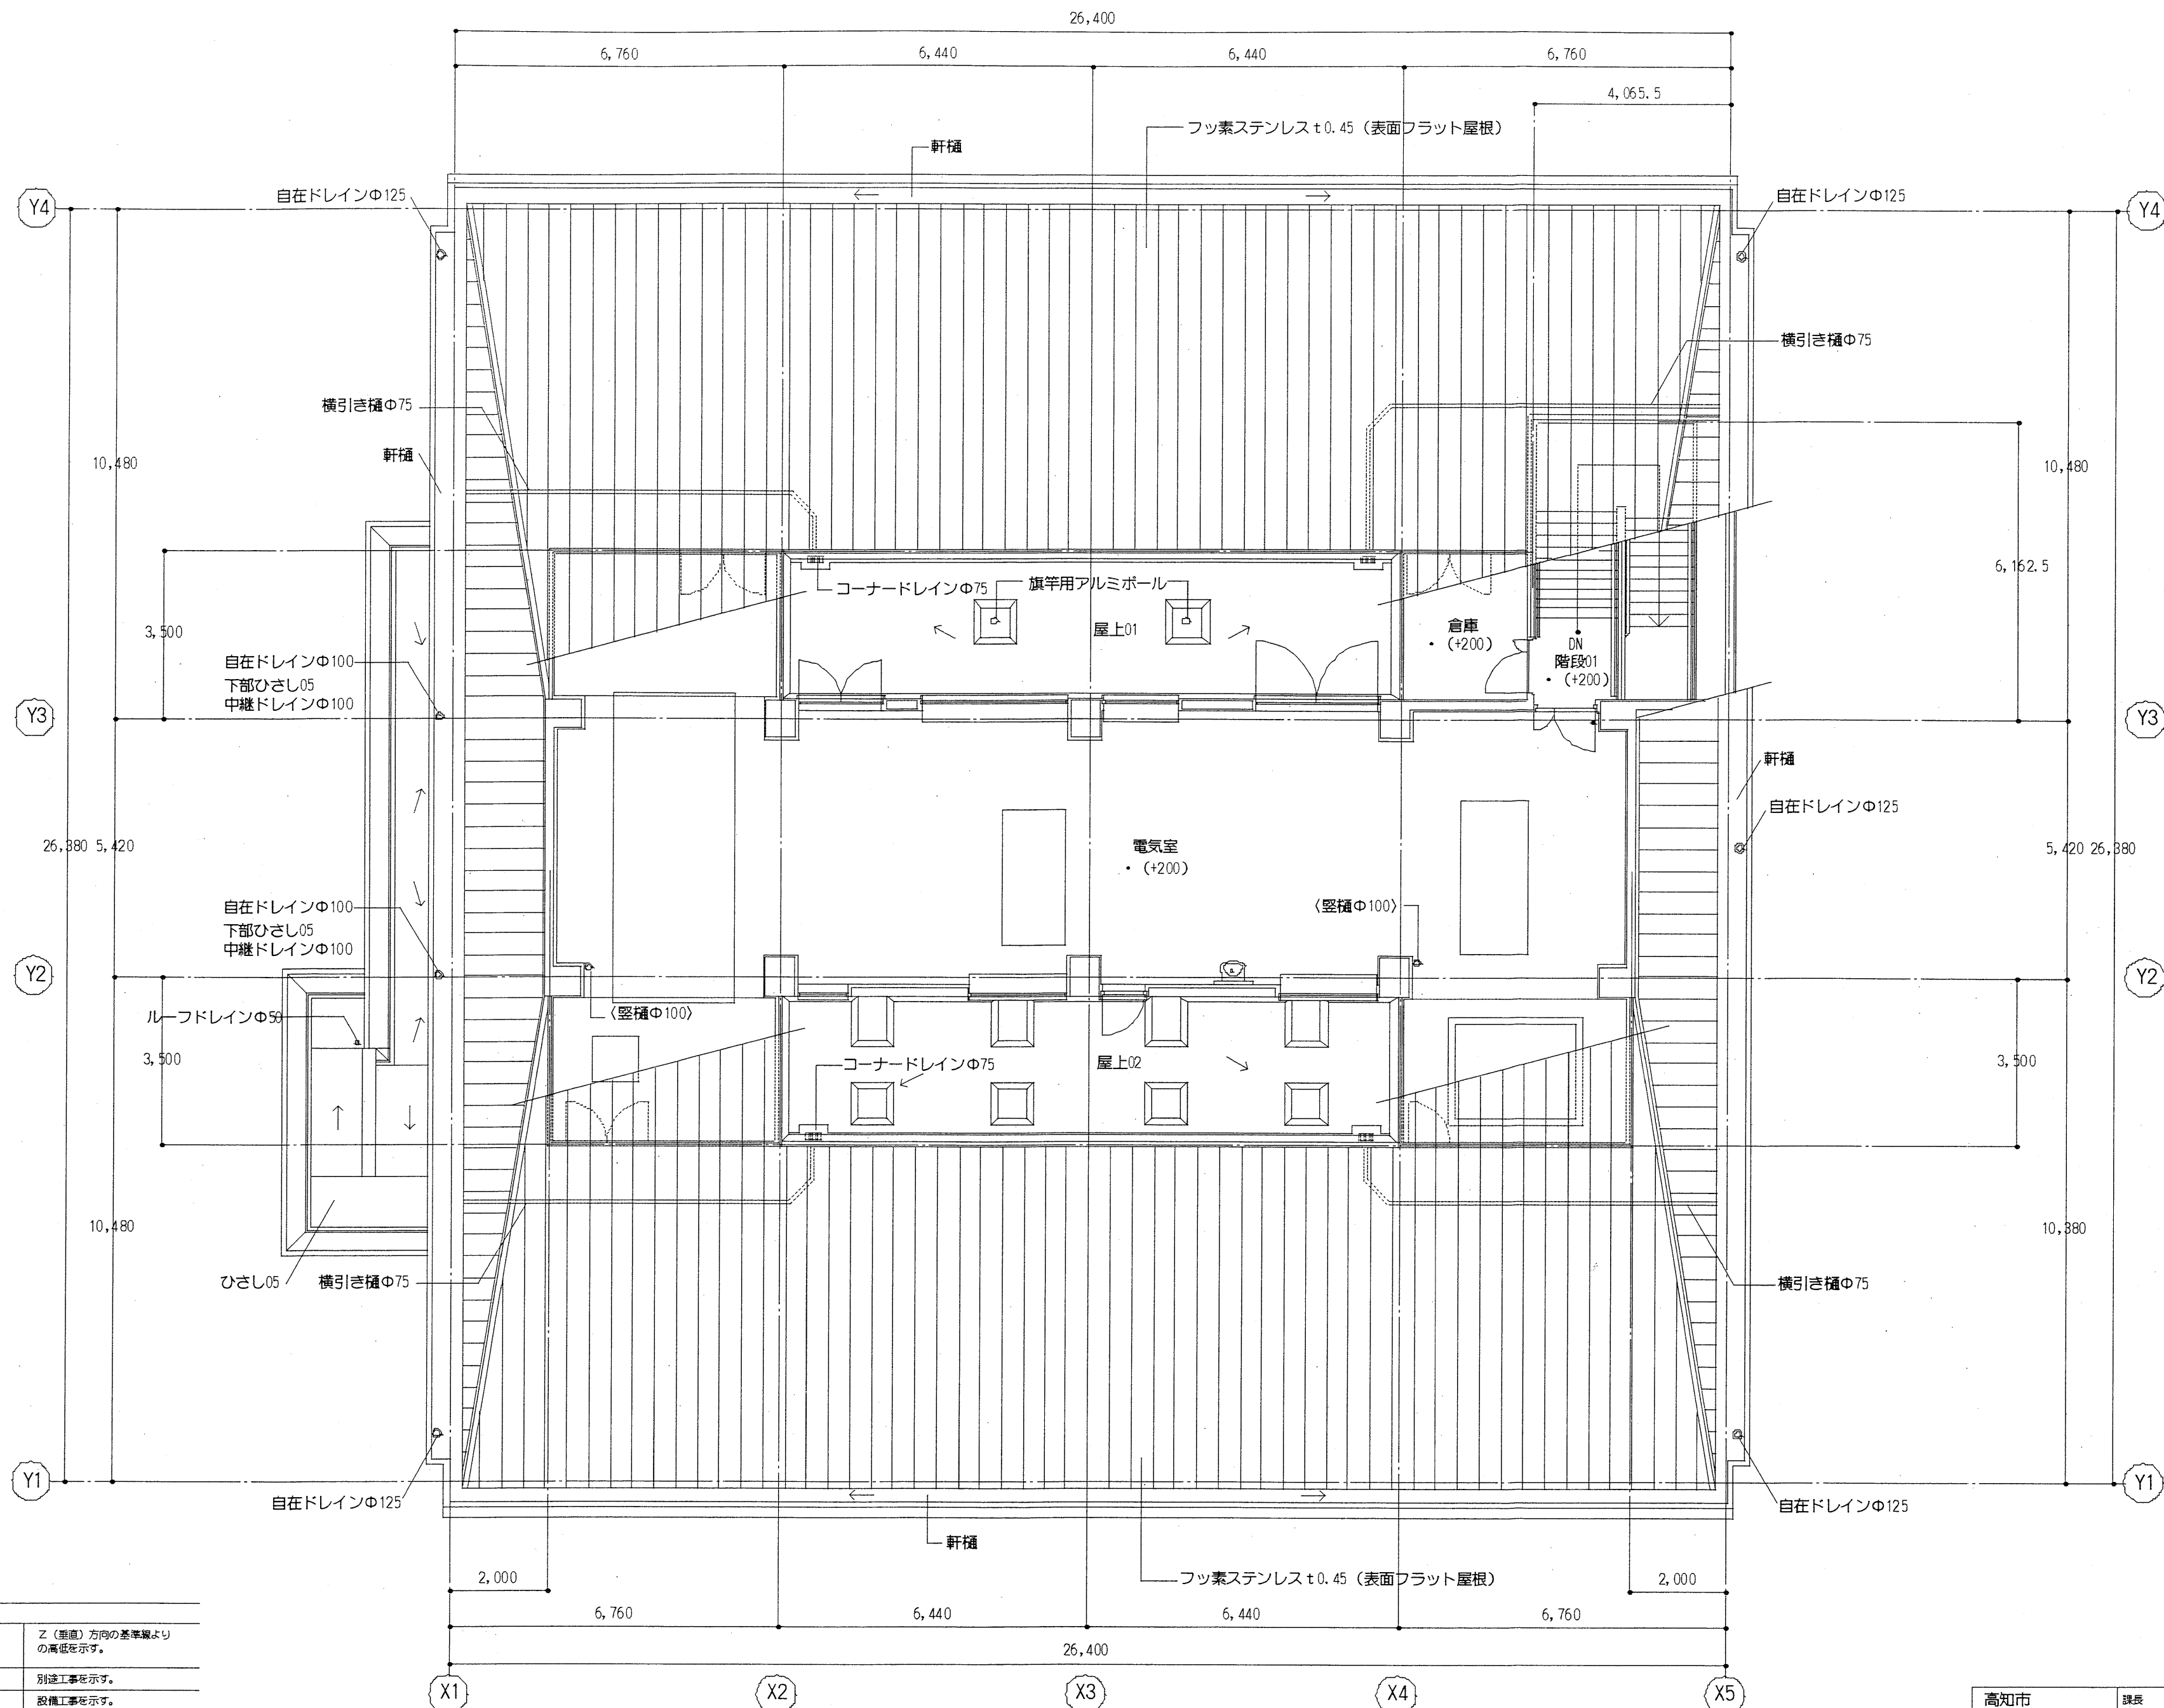 26,400
6,760
6,440
6,440
6,760
4,065.5
フッ素ステンレス t0.45 (表面フラット屋根)
軒樋
自在ドレインΦ125
自在ドレインΦ125
Y4
Y4
横引き樋Φ75
横引き樋Φ75
軒樋
10,480
10,480
6,162.5
コーナードレインΦ75
旗竿用アルミポール
屋上01
倉庫
・(+200)
DN
階段01
・(+200)
3,500
自在ドレインΦ100
下部ひさし05
中継ドレインΦ100
Y3
Y3
軒樋
自在ドレインΦ125
26,380
5,420
電気室
・(+200)
5,420
26,380
自在ドレインΦ100
下部ひさし05
中継ドレインΦ100
〈竪樋Φ100〉
Y2
Y2
ルーフドレインΦ50
〈竪樋Φ100〉
3,500
コーナードレインΦ75
屋上02
3,500
10,480
10,380
ひさし05
横引き樋Φ75
横引き樋Φ75
Y1
Y1
自在ドレインΦ125
自在ドレインΦ125
軒樋
2,000
フッ素ステンレス t0.45 (表面フラット屋根)
2,000
6,760
6,440
6,440
6,760
26,400
X1
X2
X3
X4
X5
Z (垂直) 方向の基準線より
の高低を示す。
別途工事を示す。
設備工事を示す。
高知市
課長